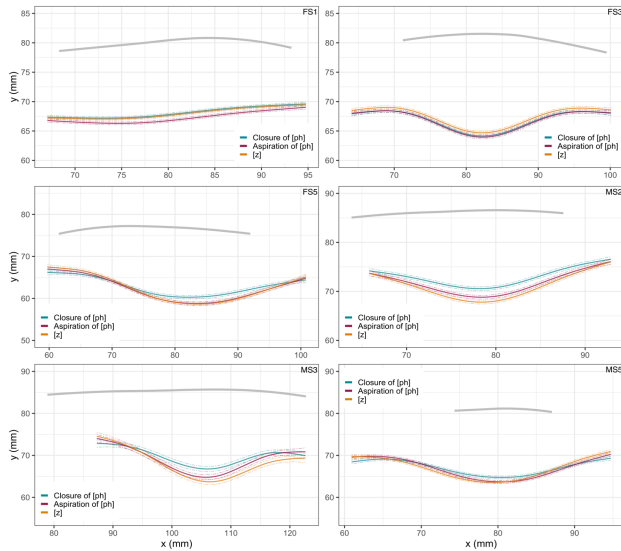 FS1
85
80
75
70
65
60
y (mm)
70
75
80
85
90
95
Closure of [ph]
Aspiration of [ph]
[z]
FS3
85
80
75
70
65
60
70
80
90
100
Closure of [ph]
Aspiration of [ph]
[z]
FS5
80
70
60
50
y (mm)
60
70
80
90
100
Closure of [ph]
Aspiration of [ph]
[z]
MS2
90
80
70
60
70
80
90
Closure of [ph]
Aspiration of [ph]
[z]
MS3
90
80
70
60
y (mm)
80
90
100
110
120
x (mm)
Closure of [ph]
Aspiration of [ph]
[z]
MS5
90
80
70
60
60
70
80
90
x (mm)
Closure of [ph]
Aspiration of [ph]
[z]